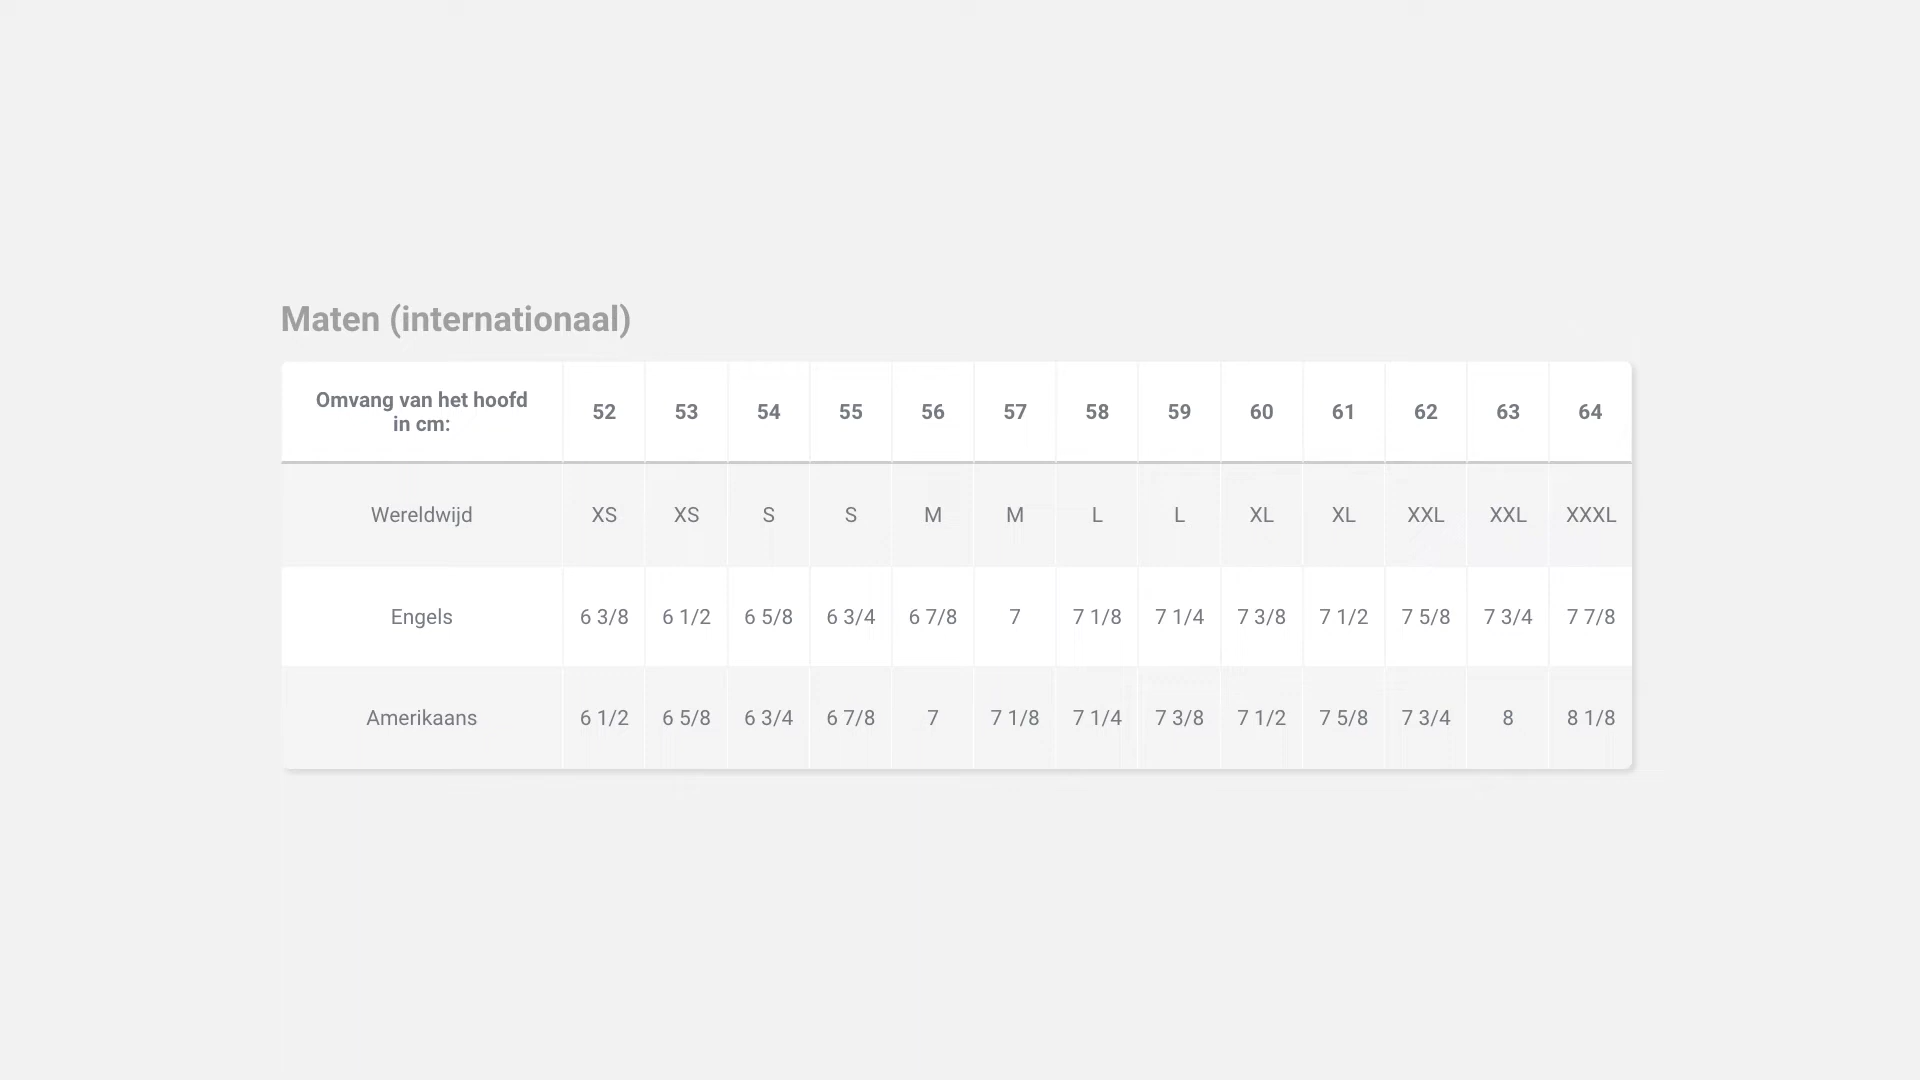 Maten (internationaal)
Omvang van het hoofd
in cm: 52 53 54 55 56 57 58 59 60 61 62 63 64
Wereldwijd XS XS S S M M L L XL XL XXL XXL XXXL
Engels 6 3/8 6 1/2 6 5/8 6 3/4 6 7/8 7 7 1/8 7 1/4 7 3/8 7 1/2 7 5/8 7 3/4 7 7/8
Amerikaans 6 1/2 6 5/8 6 3/4 6 7/8 7 7 1/8 7 1/4 7 3/8 7 1/2 7 5/8 7 3/4 8 8 1/8